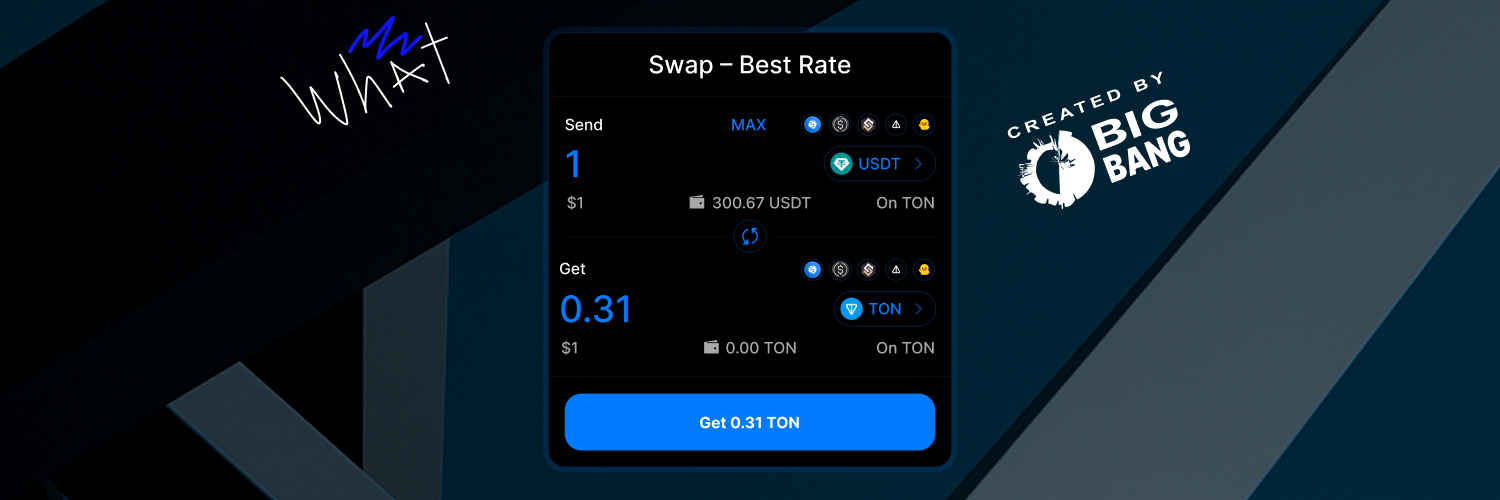 WhAt
Swap – Best Rate
Send MAX
1 USDT
$1 300.67 USDT On TON
Get
0.31 TON
$1 0.00 TON On TON
Get 0.31 TON
CREATED BY
BIG
BANG